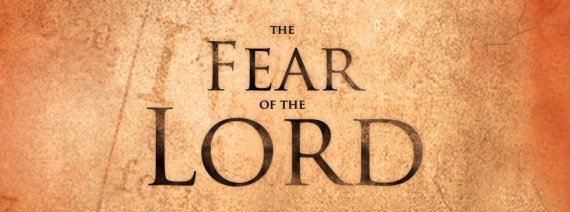 THE
FEAR
OF THE
LORD